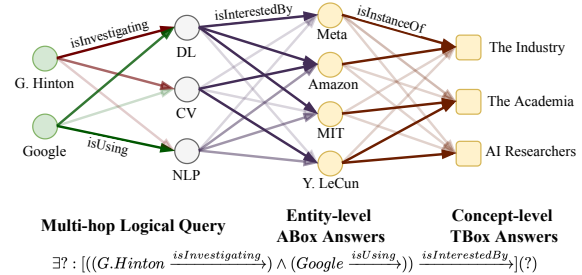 isInvestigating
isInterestedBy
isInstanceOf
Meta
DL
The Industry
G. Hinton
Amazon
CV
The Academia
MIT
Google
isUsing
AI Researchers
NLP
Y. LeCun
Multi-hop Logical Query
Entity-level
ABox Answers
Concept-level
TBox Answers
∃? : [((G.Hinton isInvestigating→) ∧ (Google isUsing→)) isInterestedBy→](?)